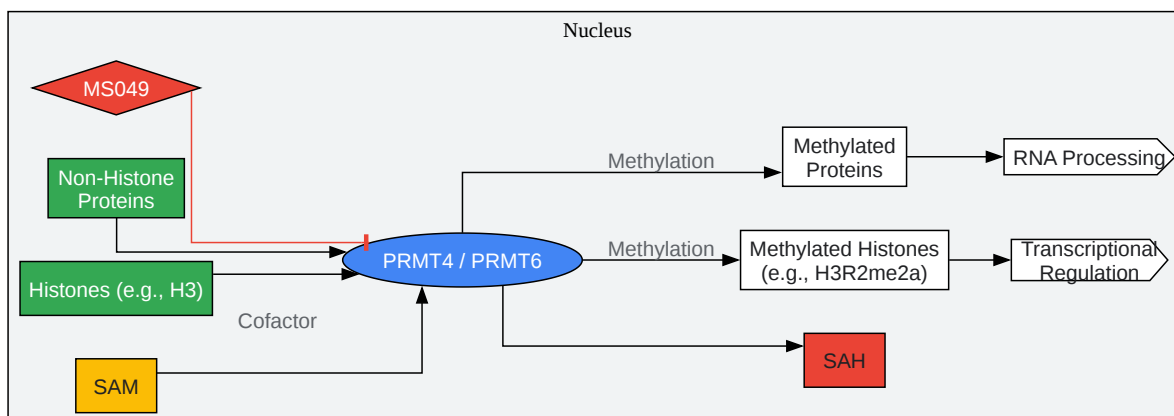 Nucleus
MS049
Non-Histone
Proteins
Histones (e.g., H3)
Cofactor
SAM
PRMT4 / PRMT6
Methylation
Methylated
Proteins
RNA Processing
Methylation
Methylated Histones
(e.g., H3R2me2a)
Transcriptional
Regulation
SAH